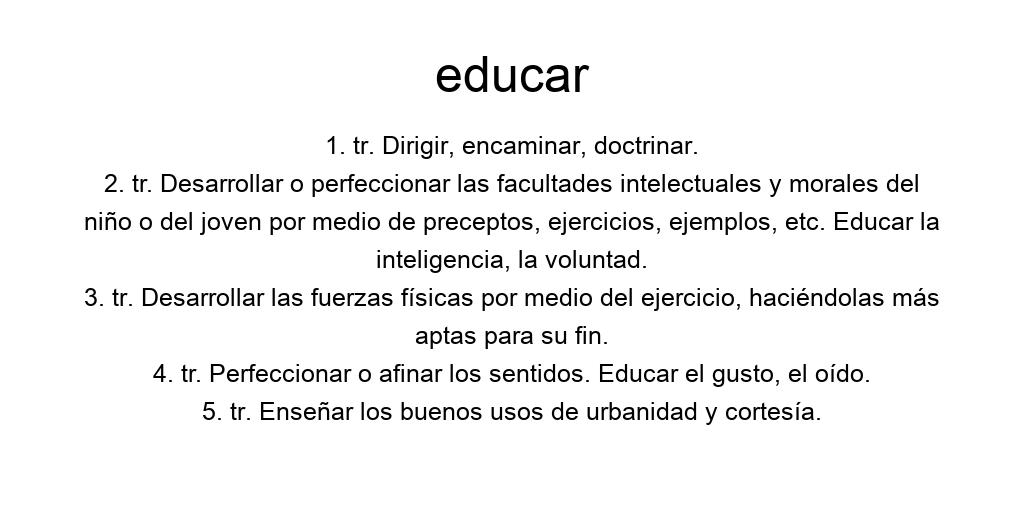 educar
1. tr. Dirigir, encaminar, doctrinar.
2. tr. Desarrollar o perfeccionar las facultades intelectuales y morales del
niño o del joven por medio de preceptos, ejercicios, ejemplos, etc. Educar la
inteligencia, la voluntad.
3. tr. Desarrollar las fuerzas físicas por medio del ejercicio, haciéndolas más
aptas para su fin.
4. tr. Perfeccionar o afinar los sentidos. Educar el gusto, el oído.
5. tr. Enseñar los buenos usos de urbanidad y cortesía.